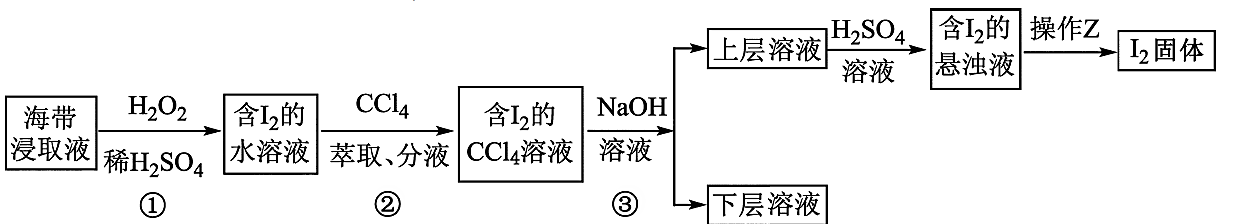 海带
浸取液
H₂O₂
稀H₂SO₄
①
含I₂的
水溶液
CCl₄
萃取、分液
②
含I₂的
CCl₄溶液
NaOH
溶液
③
上层溶液
H₂SO₄
溶液
含I₂的
悬浊液
操作Z
I₂固体
下层溶液